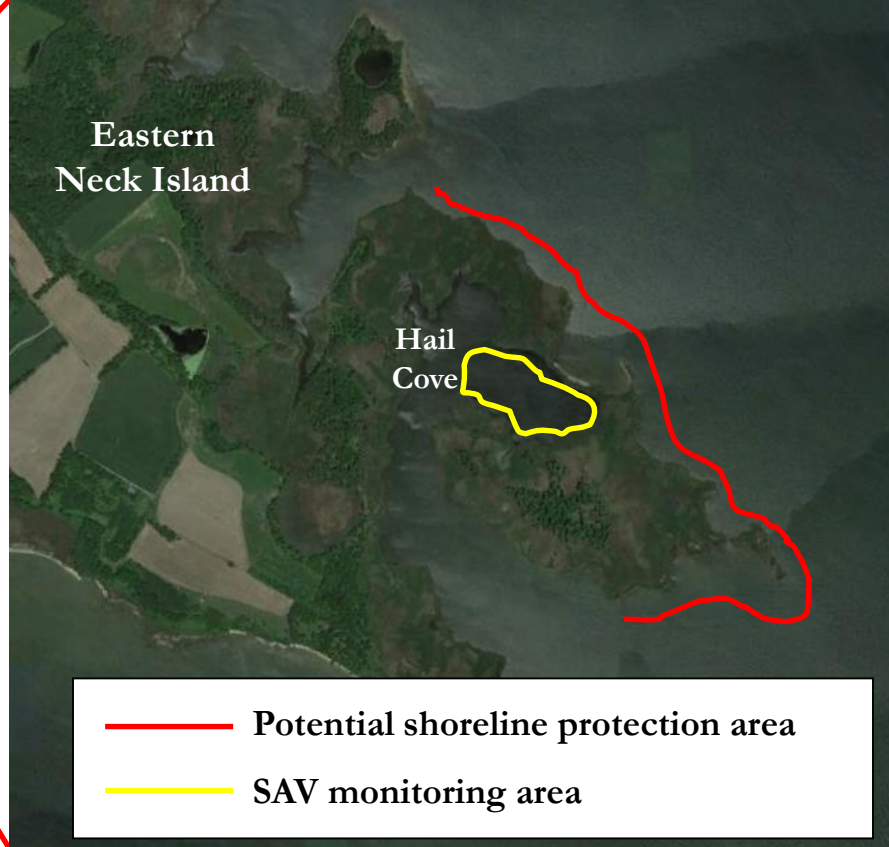 Eastern
Neck Island
Hail
Cove
Potential shoreline protection area
SAV monitoring area